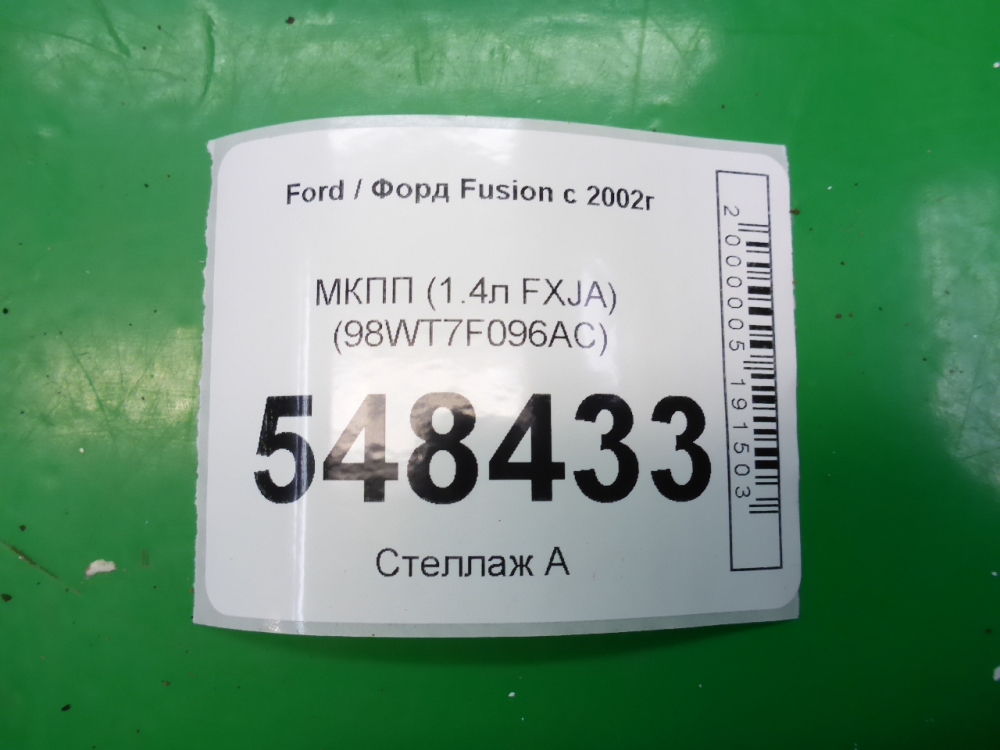 Ford / Форд Fusion с 2002г
МКПП (1.4л FXJA)
(98WT7F096AC)
548433
Стеллаж А
2000005191503